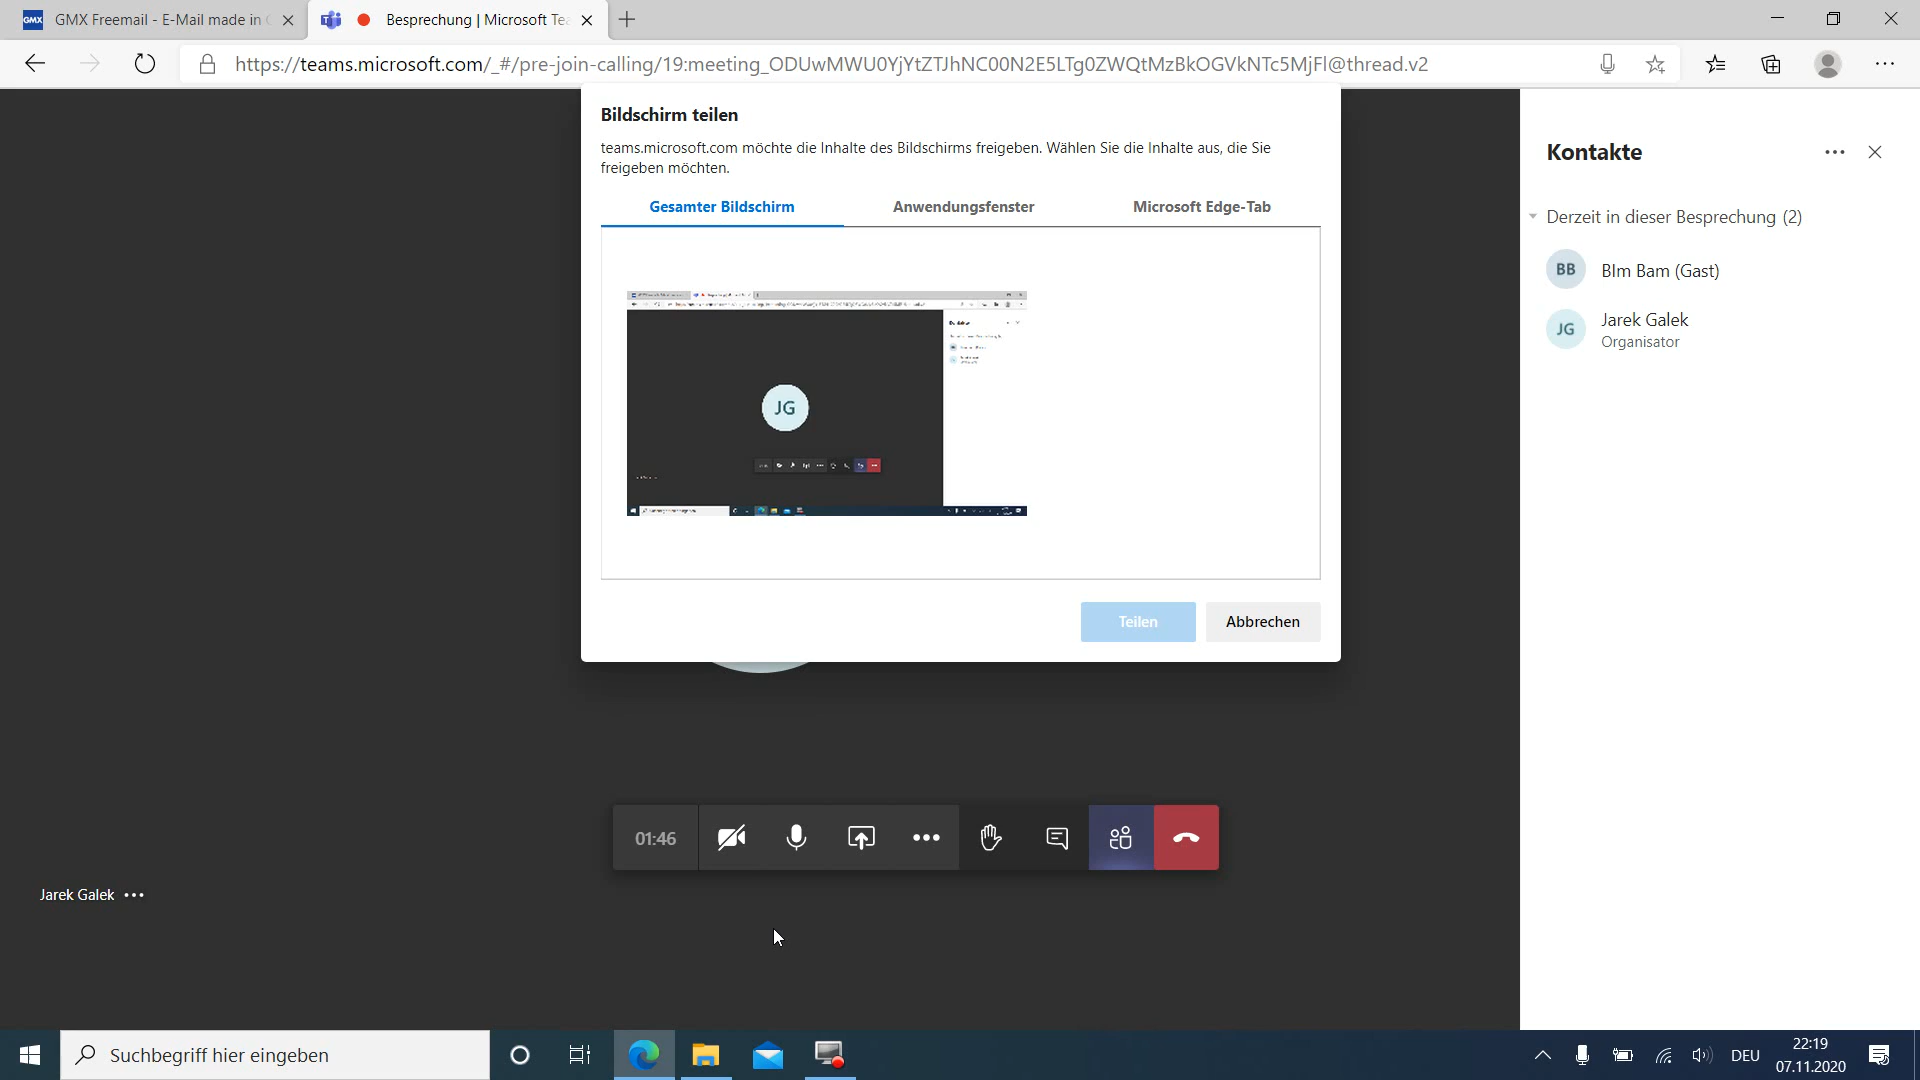 GMX
GMX Freemail - E-Mail made in
Besprechung | Microsoft Te
https://teams.microsoft.com/_#/pre-join-calling/19:meeting_ODUwMWU0YjYtZTJhNC00N2E5LTg0ZWQtMzBkOGVkNTc5MjFl@thread.v2
Bildschirm teilen
teams.microsoft.com möchte die Inhalte des Bildschirms freigeben. Wählen Sie die Inhalte aus, die Sie
freigeben möchten.
Gesamter Bildschirm
Anwendungsfenster
Microsoft Edge-Tab
JG
Teilen
Abbrechen
Kontakte
Derzeit in dieser Besprechung (2)
BB
BIm Bam (Gast)
JG
Jarek Galek
Organisator
01:46
Jarek Galek
Suchbegriff hier eingeben
DEU
22:19
07.11.2020